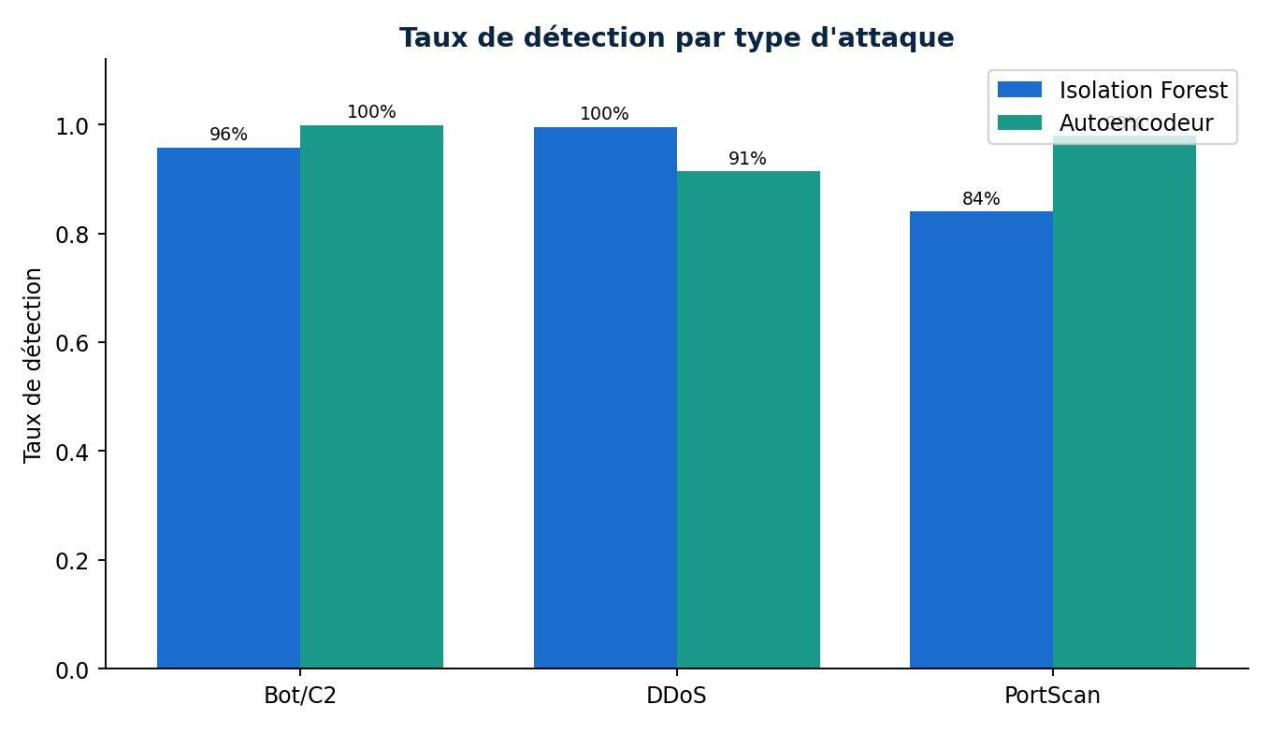 Taux de détection par type d'attaque
Isolation Forest
Autoencodeur
96%
100%
100%
91%
84%
Taux de détection
1.0
0.8
0.6
0.4
0.2
0.0
Bot/C2
DDoS
PortScan